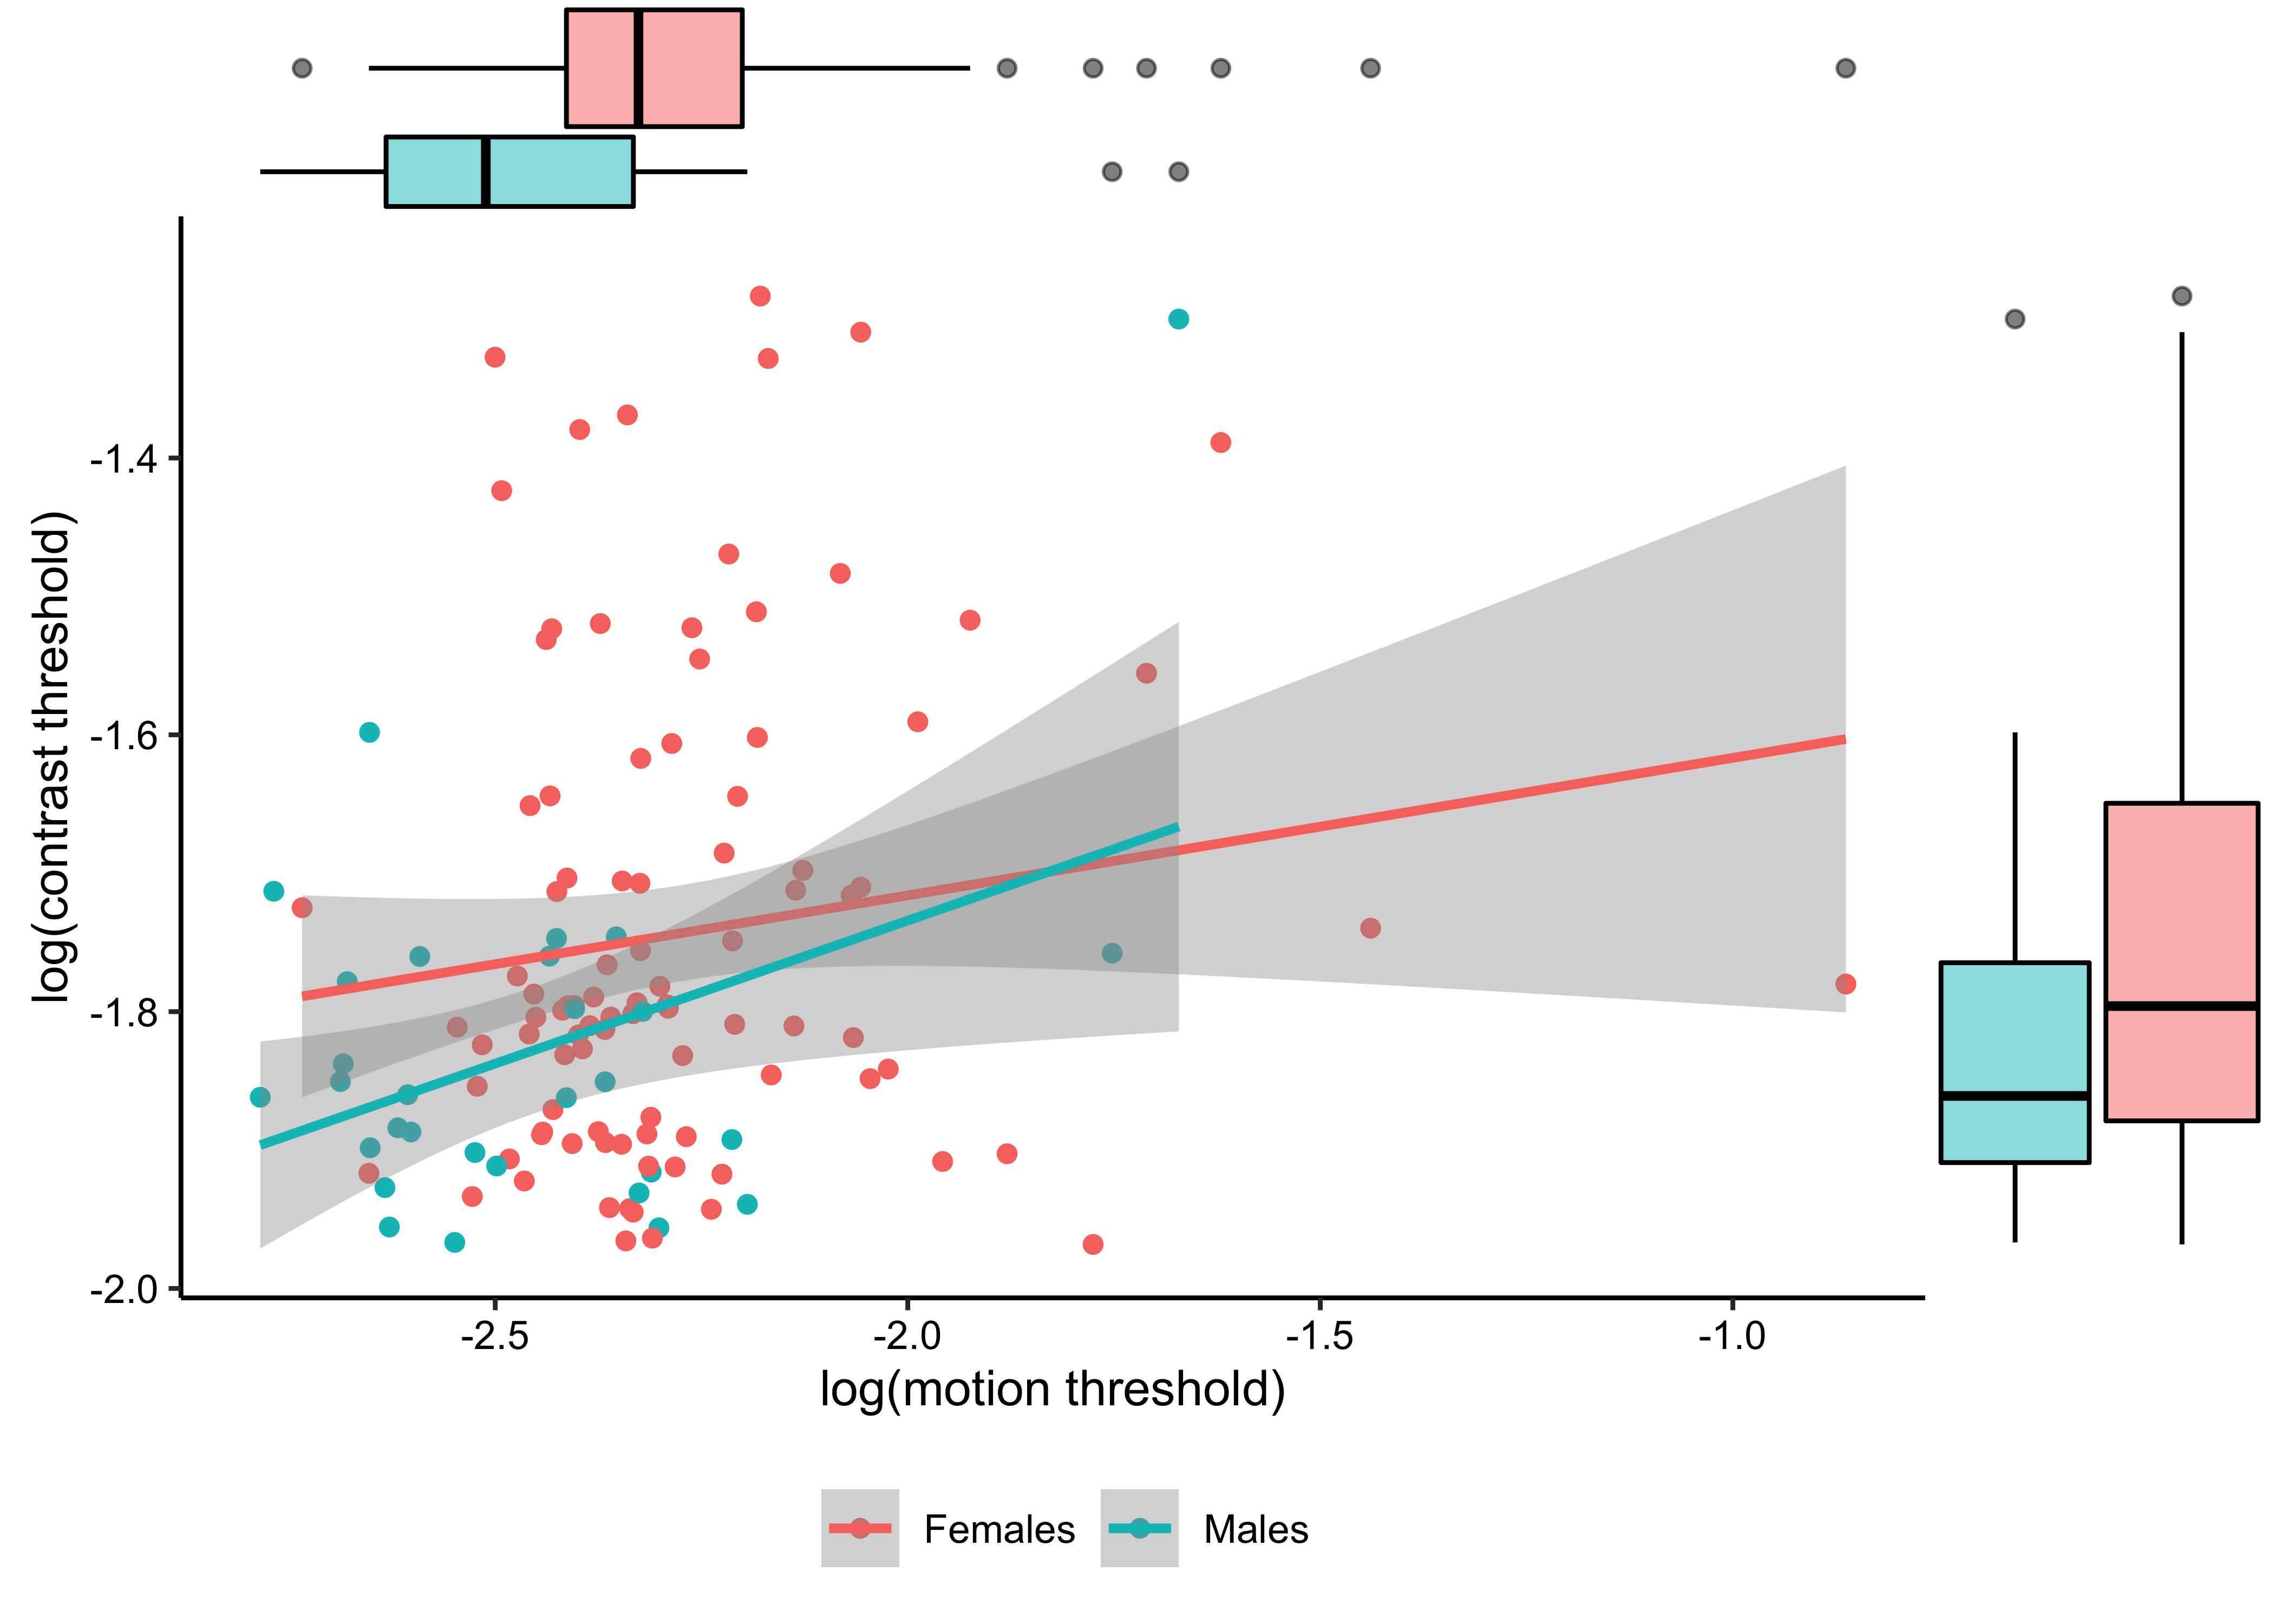 -1.4
-1.6
-1.8
-2.0
log(contrast threshold)
-2.5 -2.0 -1.5 -1.0
log(motion threshold)
Females Males